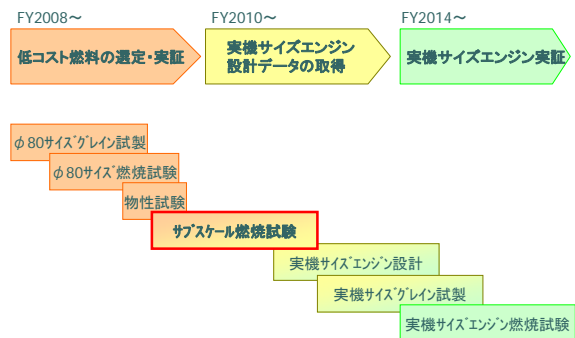 FY2008～
FY2010～
FY2014～
低コスト燃料の選定・実証
実機サイズエンジン
設計データの取得
実機サイズエンジン実証
φ80ｻｲｽﾞｸﾞﾚｲﾝ試製
φ80ｻｲｽﾞ燃焼試験
物性試験
ｻﾌﾞｽｹｰﾙ燃焼試験
実機ｻｲｽﾞｴﾝｼﾞﾝ設計
実機ｻｲｽﾞｸﾞﾚｲﾝ試製
実機ｻｲｽﾞｴﾝｼﾞﾝ燃焼試験